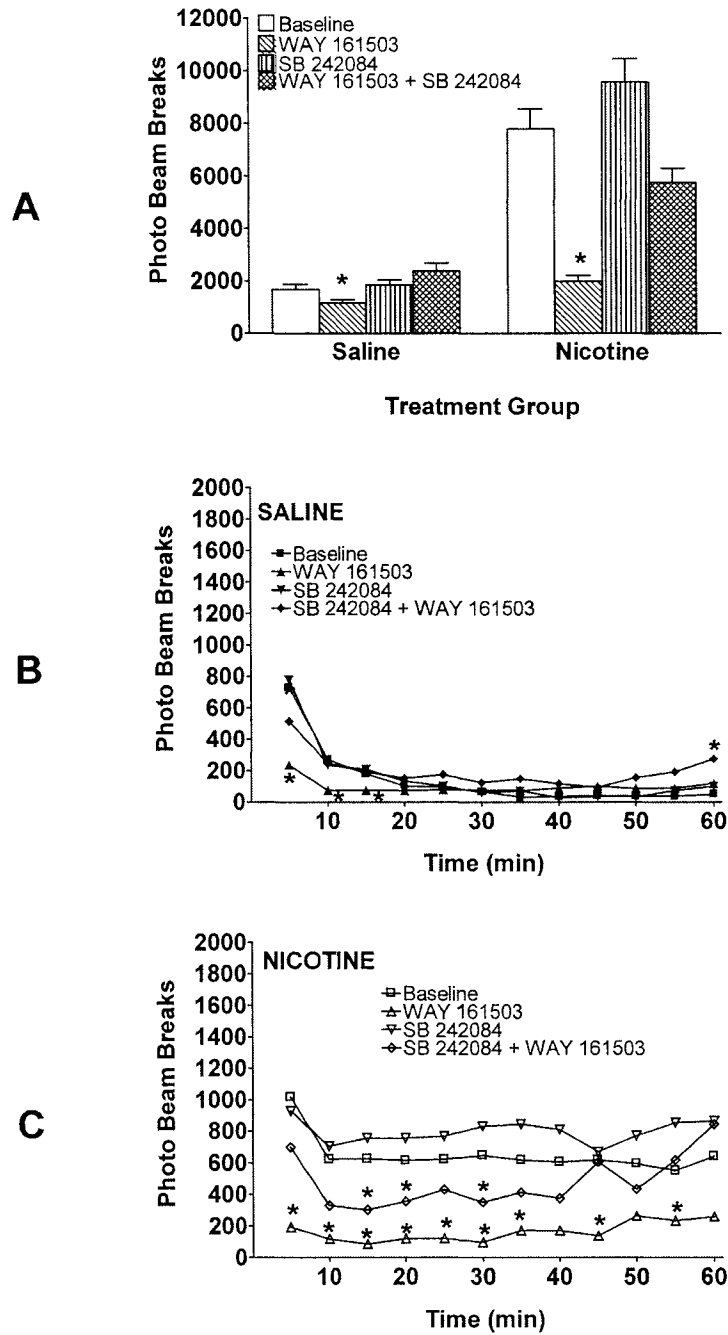 A
Photo Beam Breaks
12000
10000
8000
6000
4000
2000
0
Baseline
WAY 161503
SB 242084
WAY 161503 + SB 242084
*
*
Saline
Nicotine
Treatment Group
B
Photo Beam Breaks
2000
1800
1600
1400
1200
1000
800
600
400
200
0
SALINE
Baseline
WAY 161503
SB 242084
SB 242084 + WAY 161503
*
* * *
10 20 30 40 50 60
Time (min)
C
Photo Beam Breaks
2000
1800
1600
1400
1200
1000
800
600
400
200
0
NICOTINE
Baseline
WAY 161503
SB 242084
SB 242084 + WAY 161503
* * *
* * * * * * * * *
10 20 30 40 50 60
Time (min)